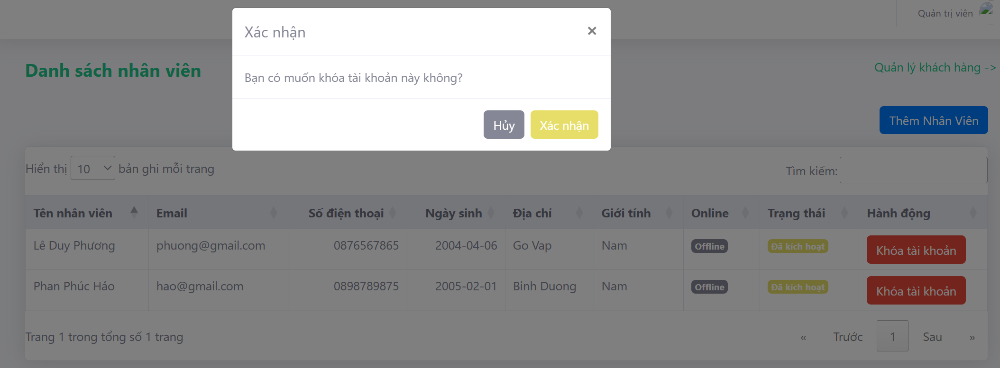 Quản trị viên
Xác nhận ×
Bạn có muốn khóa tài khoản này không?
Hủy Xác nhận
Danh sách nhân viên
Quản lý khách hàng ->
Thêm Nhân Viên
Hiển thị 10 bản ghi mỗi trang
Tìm kiếm:
Tên nhân viên Email Số điện thoại Ngày sinh Địa chỉ Giới tính Online Trạng thái Hành động
Lê Duy Phương phuong@gmail.com 0876567865 2004-04-06 Go Vap Nam Offline Đã kích hoạt Khóa tài khoản
Phan Phúc Hảo hao@gmail.com 0898789875 2005-02-01 Binh Duong Nam Offline Đã kích hoạt Khóa tài khoản
Trang 1 trong tổng số 1 trang
« Trước 1 Sau »